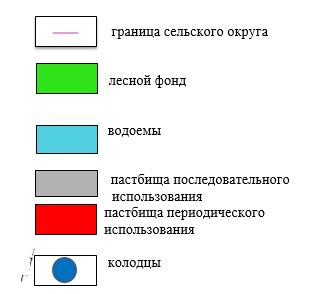 граница сельского округа
лесной фонд
водоемы
пастбища последовательного
использования
пастбища периодического
использования
колодцы